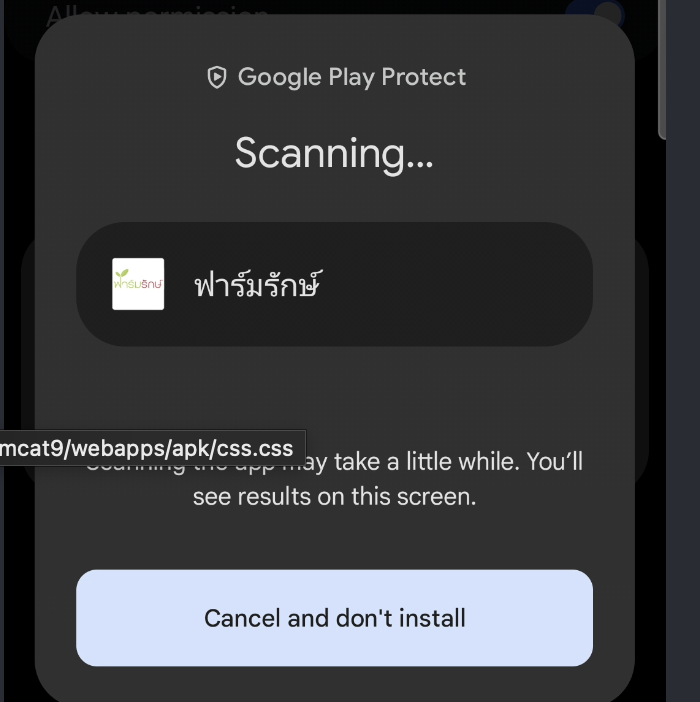 Allow permission
Google Play Protect
Scanning...
ฟาร์มรักษ์
ฟาร์มรักษ์
mcat9/webapps/apk/css.css
Scanning the app may take a little while. You’ll
see results on this screen.
Cancel and don't install